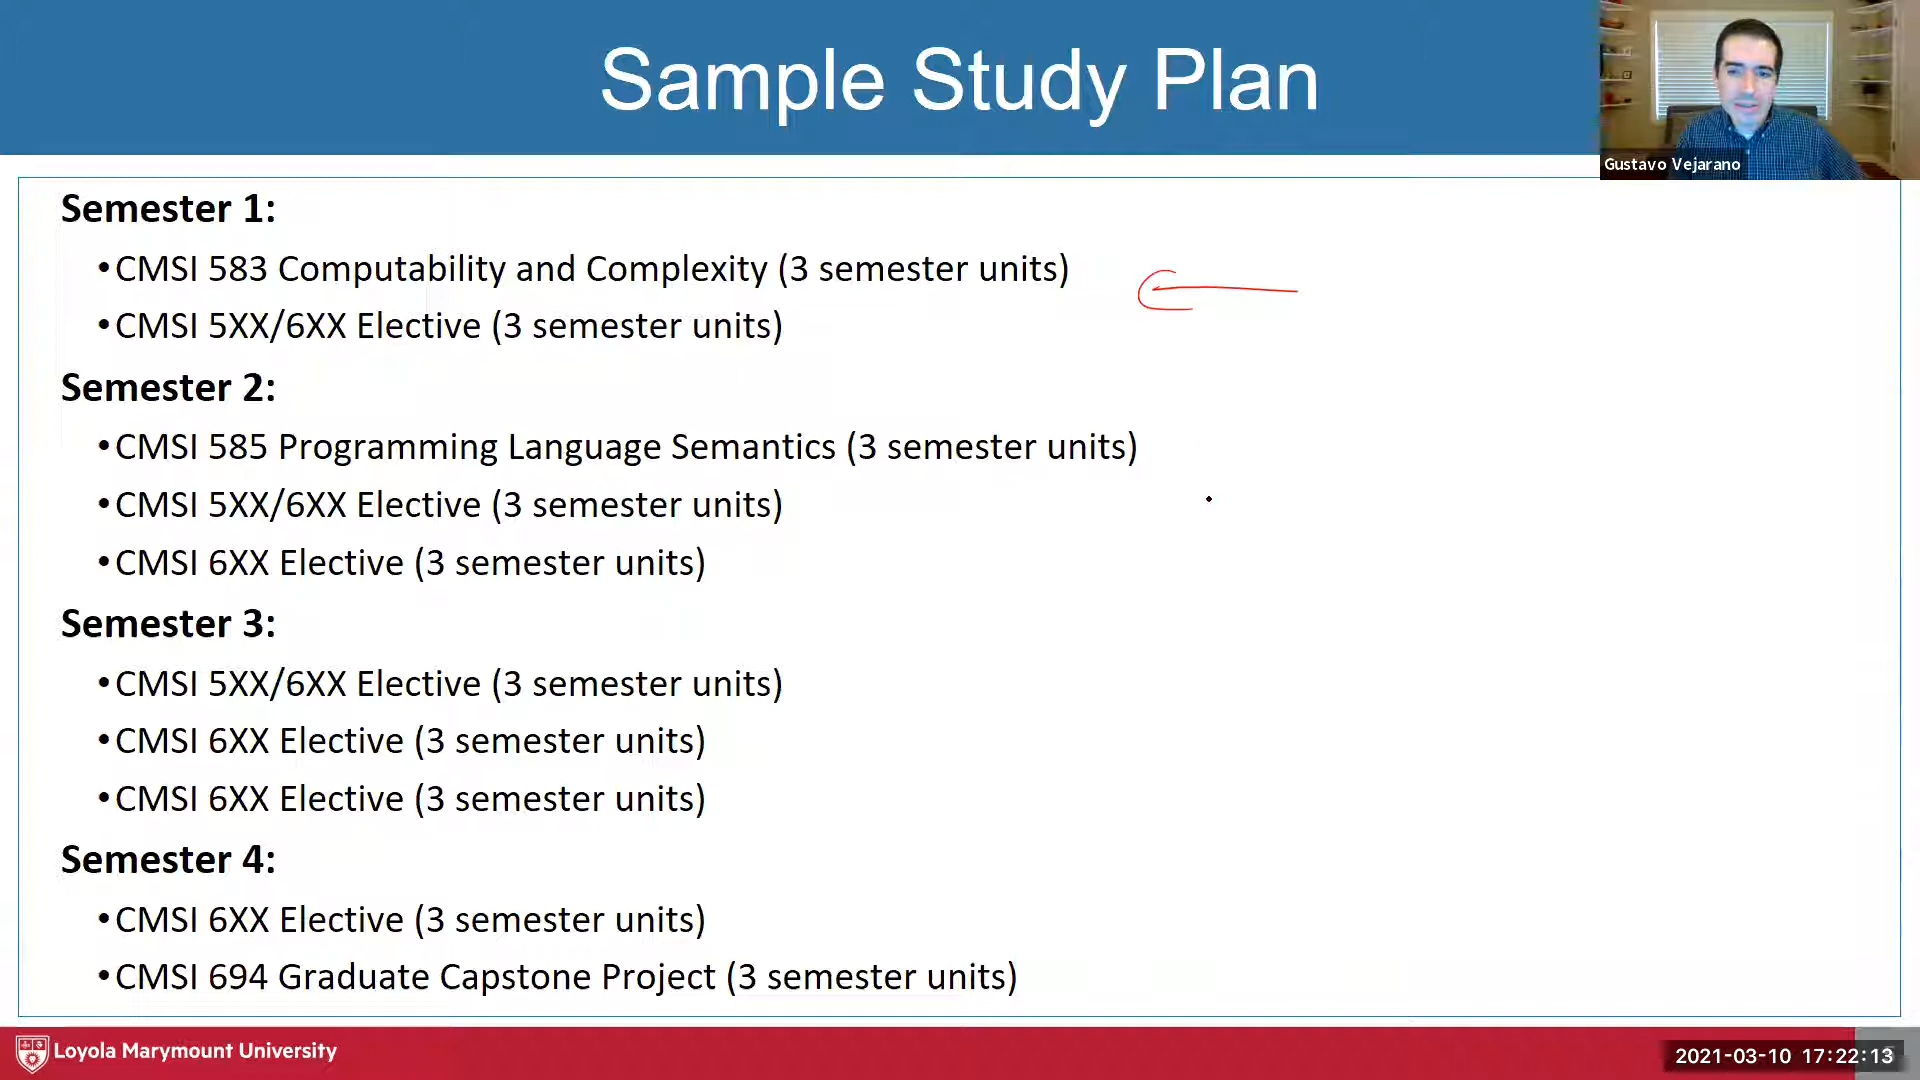 Sample Study Plan
Gustavo Vejarano
Semester 1:
•CMSI 583 Computability and Complexity (3 semester units)
•CMSI 5XX/6XX Elective (3 semester units)
Semester 2:
•CMSI 585 Programming Language Semantics (3 semester units)
•CMSI 5XX/6XX Elective (3 semester units)
•CMSI 6XX Elective (3 semester units)
Semester 3:
•CMSI 5XX/6XX Elective (3 semester units)
•CMSI 6XX Elective (3 semester units)
•CMSI 6XX Elective (3 semester units)
Semester 4:
•CMSI 6XX Elective (3 semester units)
•CMSI 694 Graduate Capstone Project (3 semester units)
Loyola Marymount University
2021-03-10 17:22:13